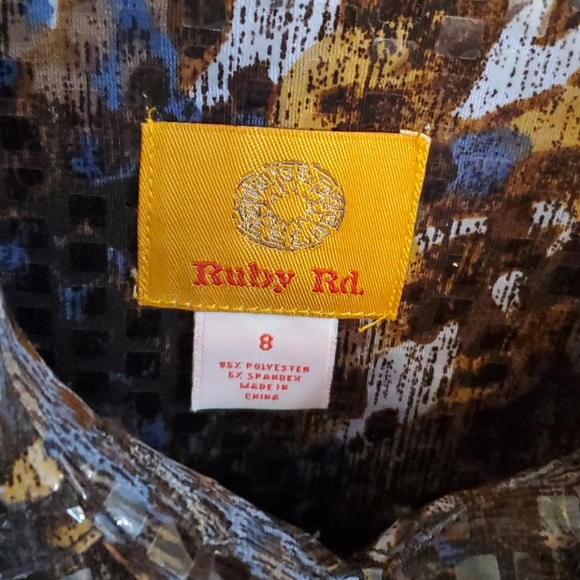 Ruby Rd.
8
95% POLYESTER
5% SPANDEX
MADE IN
CHINA